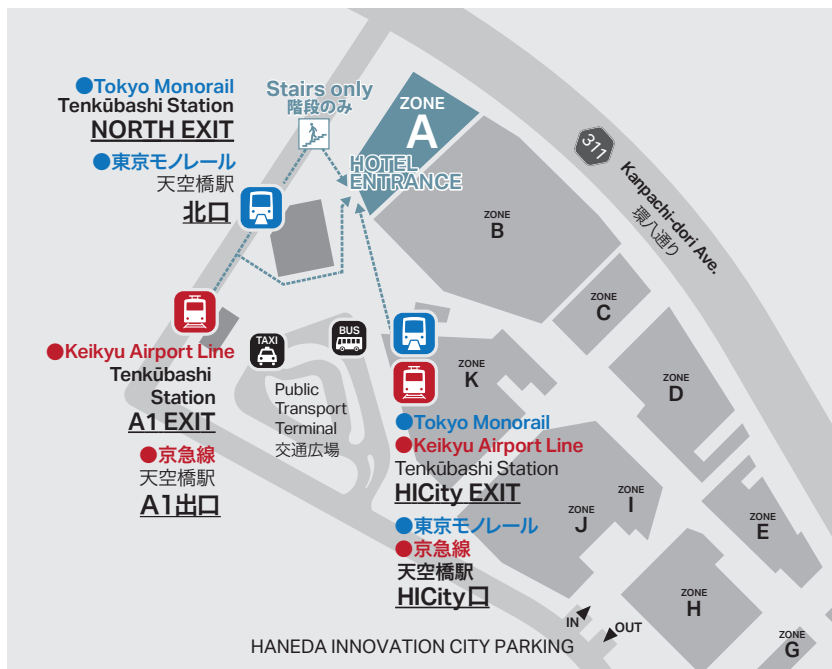 ●Tokyo Monorail
Tenkūbashi Station
NORTH EXIT
●東京モノレール
天空橋駅
北口
Stairs only
階段のみ
ZONE
A
HOTEL
ENTRANCE
311
Kanpachi-dori Ave.
環八通り
ZONE
B
ZONE
C
ZONE
D
●Keikyu Airport Line
Tenkūbashi
Station
A1 EXIT
●京急線
天空橋駅
A1出口
TAXI
BUS
Public
Transport
Terminal
交通広場
ZONE
K
●Tokyo Monorail
●Keikyu Airport Line
Tenkūbashi Station
HICity EXIT
●東京モノレール
●京急線
天空橋駅
HICity口
ZONE
I
ZONE
J
ZONE
E
ZONE
H
ZONE
G
IN
OUT
HANEDA INNOVATION CITY PARKING